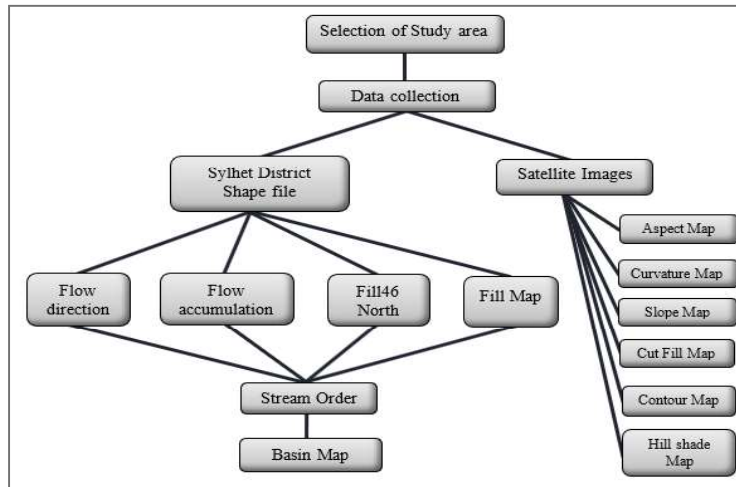 Selection of Study area
Data collection
Sylhet District
Shape file
Satellite Images
Aspect Map
Curvature Map
Slope Map
Cut Fill Map
Contour Map
Hill shade
Map
Flow
direction
Flow
accumulation
Fill46
North
Fill Map
Stream Order
Basin Map